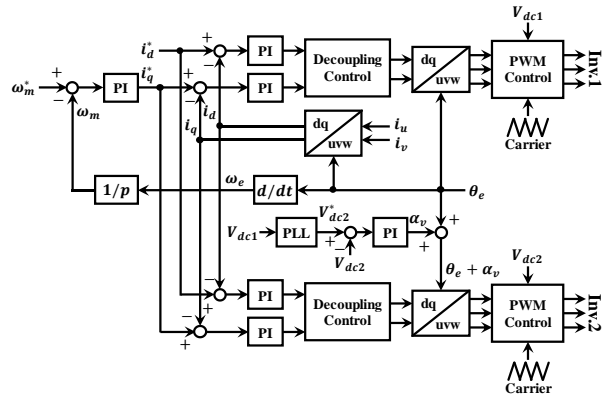 V_dc1
i_d^*
+
−
PI
Decoupling
Control
dq
uvw
PWM
Control
Inv.1
ω_m^*
+
−
PI
i_q^*
+
−
PI
ω_m
i_q
i_d
dq
uvw
i_u
i_v
Carrier
1/p
ω_e
d/dt
θ_e
V_dc1
PLL
V_dc2^*
+
−
V_dc2
PI
α_v
+
+
θ_e + α_v
V_dc2
−
+
PI
Decoupling
Control
dq
uvw
PWM
Control
Inv.2
−
+
PI
Carrier